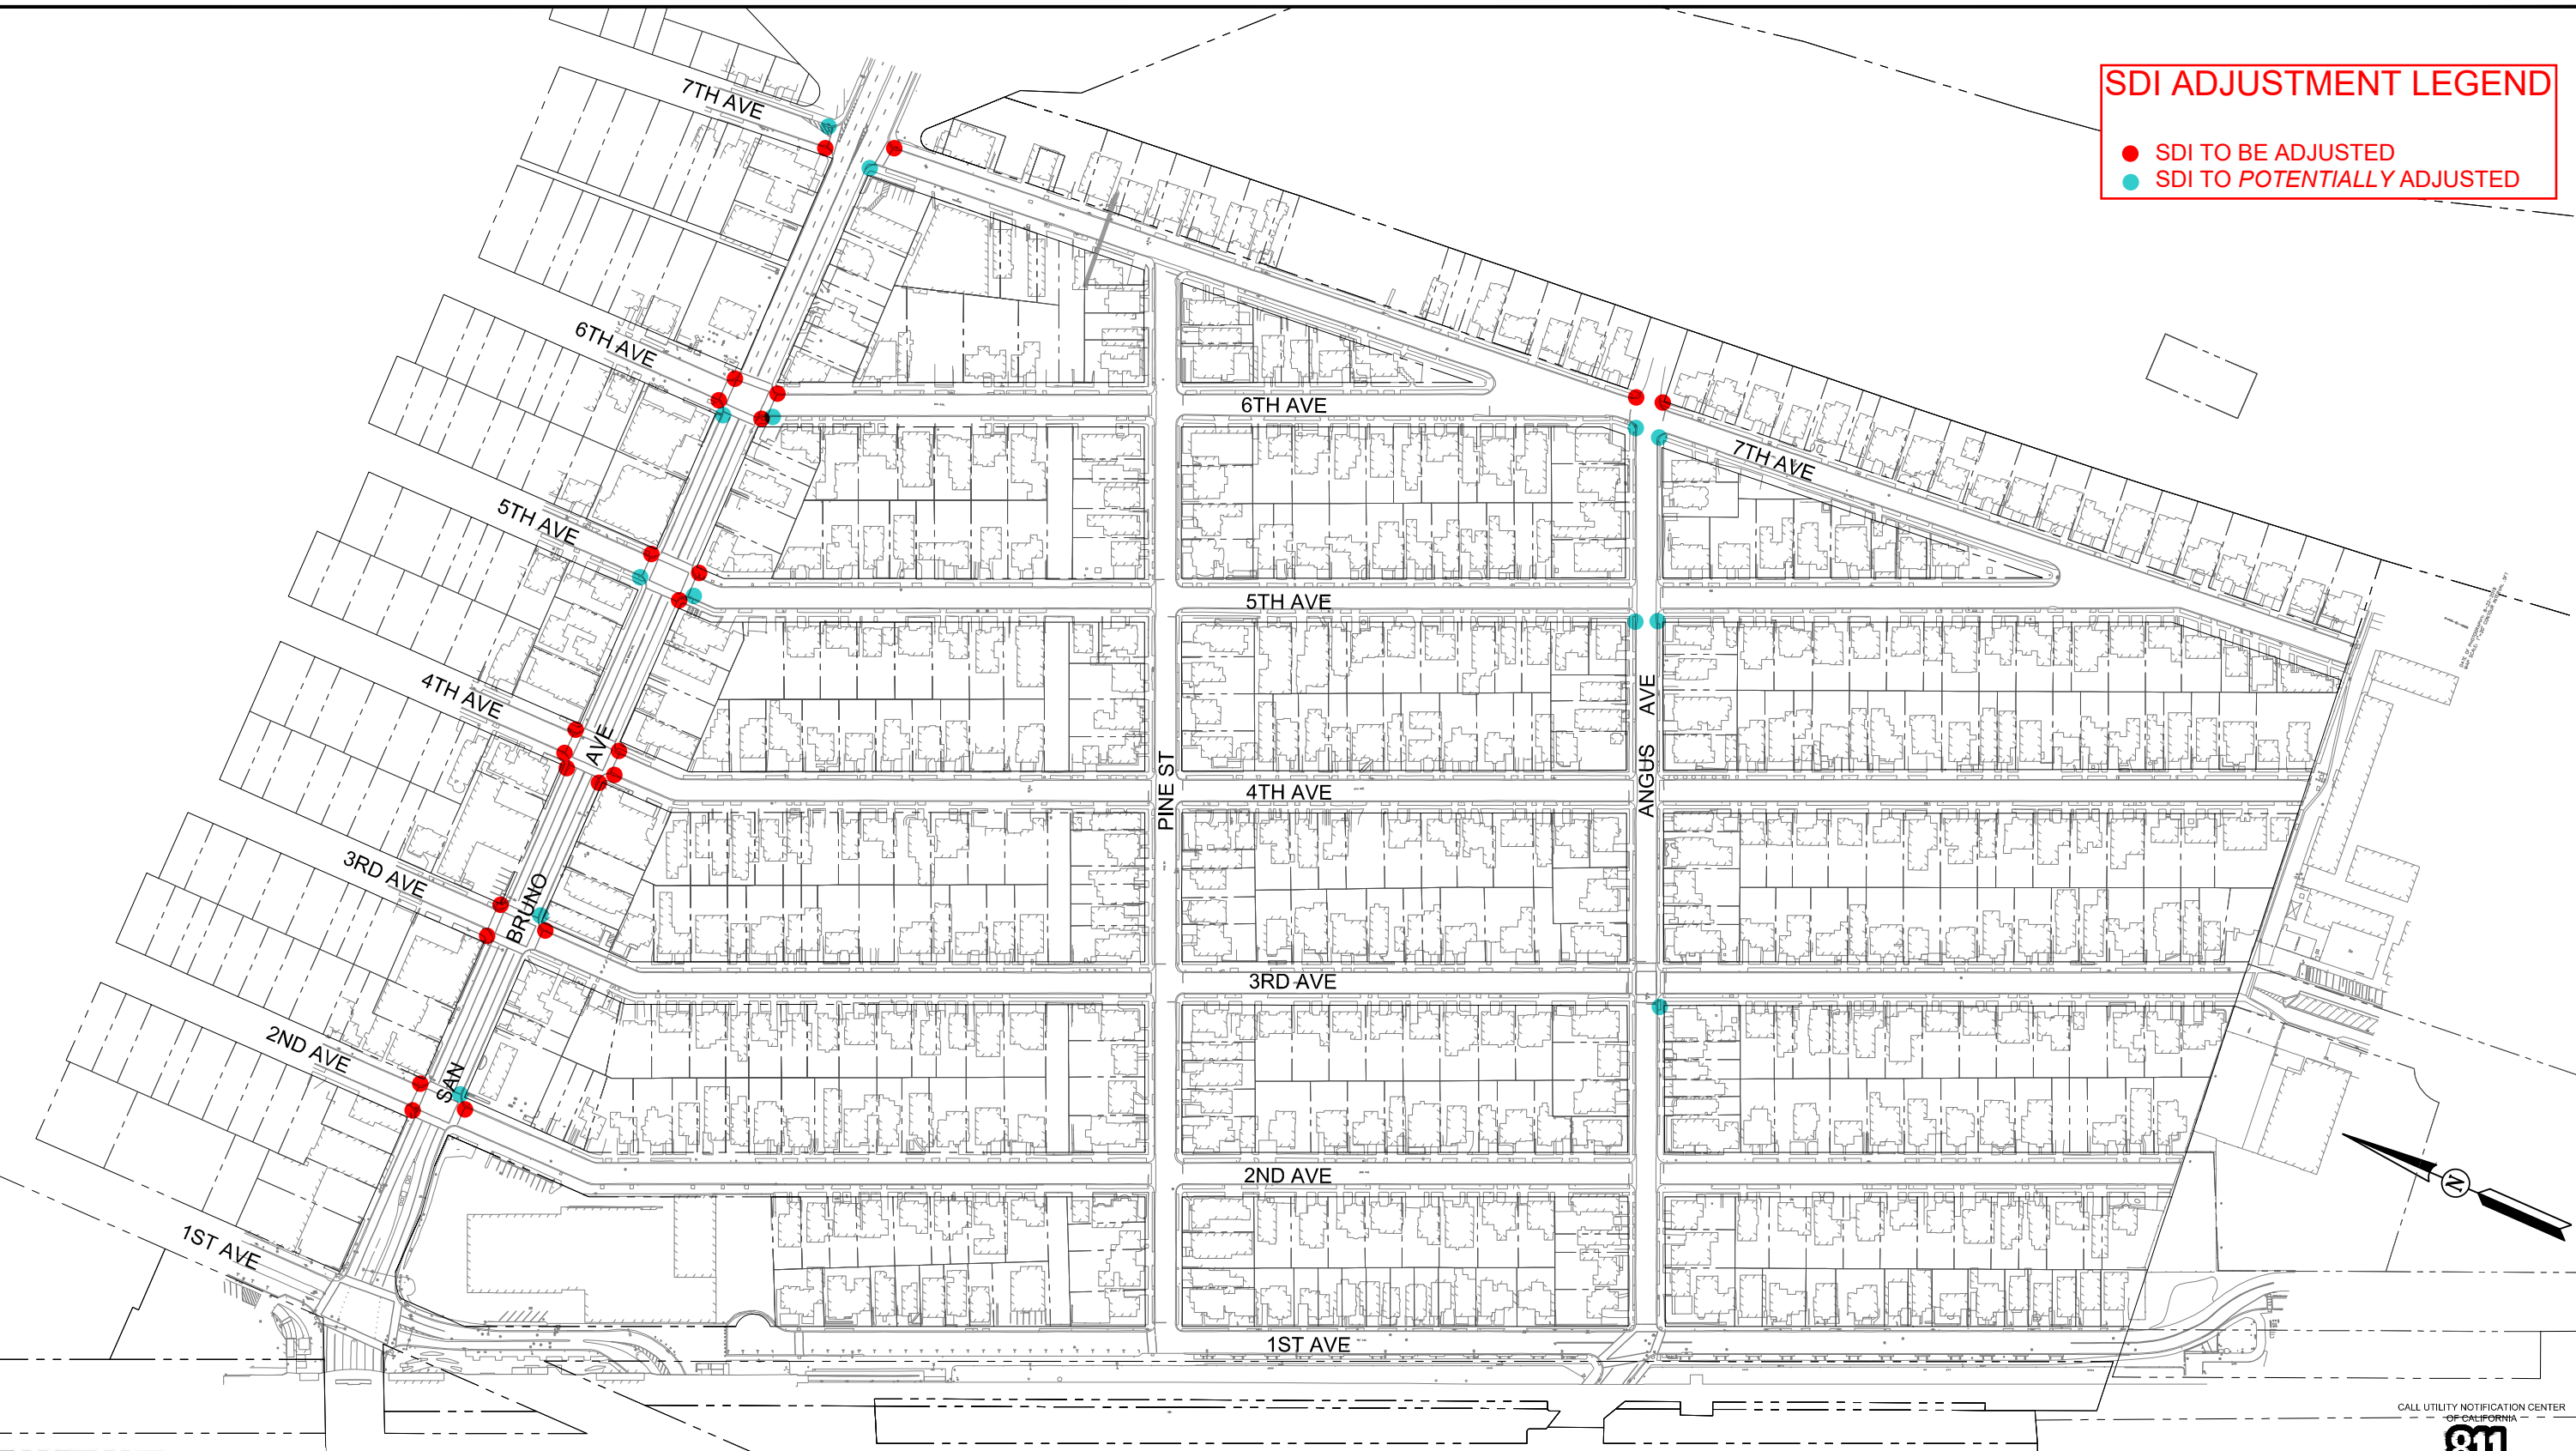 SDI ADJUSTMENT LEGEND
SDI TO BE ADJUSTED
SDI TO POTENTIALLY ADJUSTED
7TH AVE
6TH AVE
5TH AVE
4TH AVE
3RD AVE
2ND AVE
1ST AVE
SAN BRUNO AVE
PINE ST
ANGUS AVE
7TH AVE
6TH AVE
5TH AVE
4TH AVE
3RD AVE
2ND AVE
1ST AVE
N
CALL UTILITY NOTIFICATION CENTER
OF CALIFORNIA
811